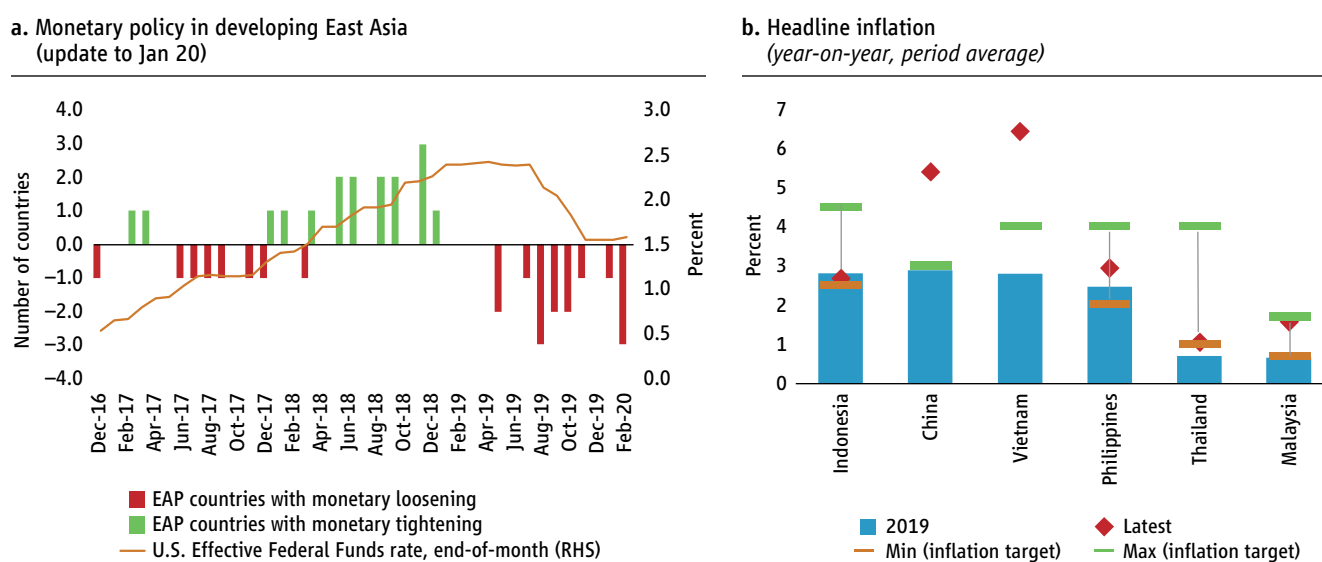 a. Monetary policy in developing East Asia
(update to Jan 20)
4.0
3.0
2.0
1.0
0.0
–1.0
–2.0
–3.0
–4.0
Number of countries
3.0
2.5
2.0
1.5
1.0
0.5
0.0
Percent
Dec-16
Feb-17
Apr-17
Jun-17
Aug-17
Oct-17
Dec-17
Feb-18
Apr-18
Jun-18
Aug-18
Oct-18
Dec-18
Feb-19
Apr-19
Jun-19
Aug-19
Oct-19
Dec-19
Feb-20
EAP countries with monetary loosening
EAP countries with monetary tightening
U.S. Effective Federal Funds rate, end-of-month (RHS)
b. Headline inflation
(year-on-year, period average)
7
6
5
4
3
2
1
0
Percent
Indonesia
China
Vietnam
Philippines
Thailand
Malaysia
2019
Latest
Min (inflation target)
Max (inflation target)